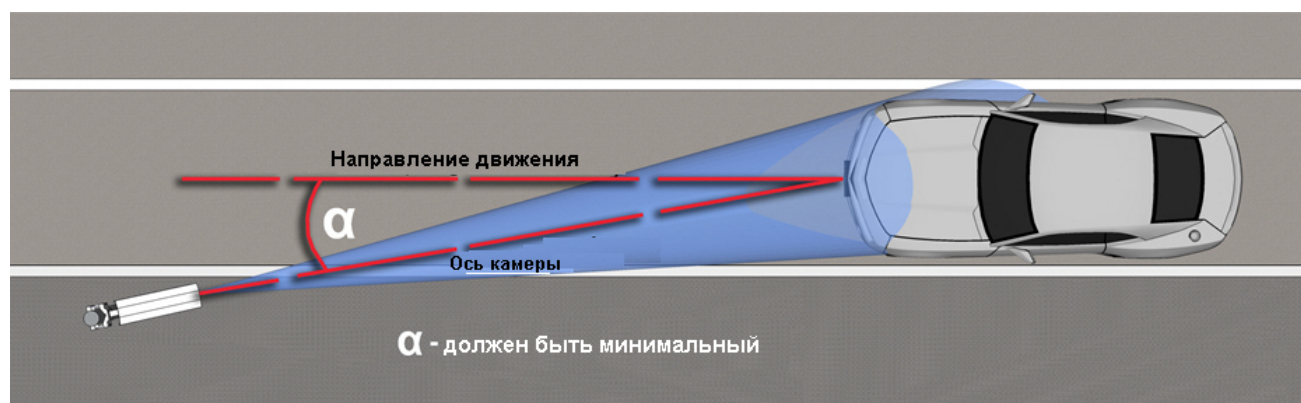 Направление движения
α
Ось камеры
α - должен быть минимальный